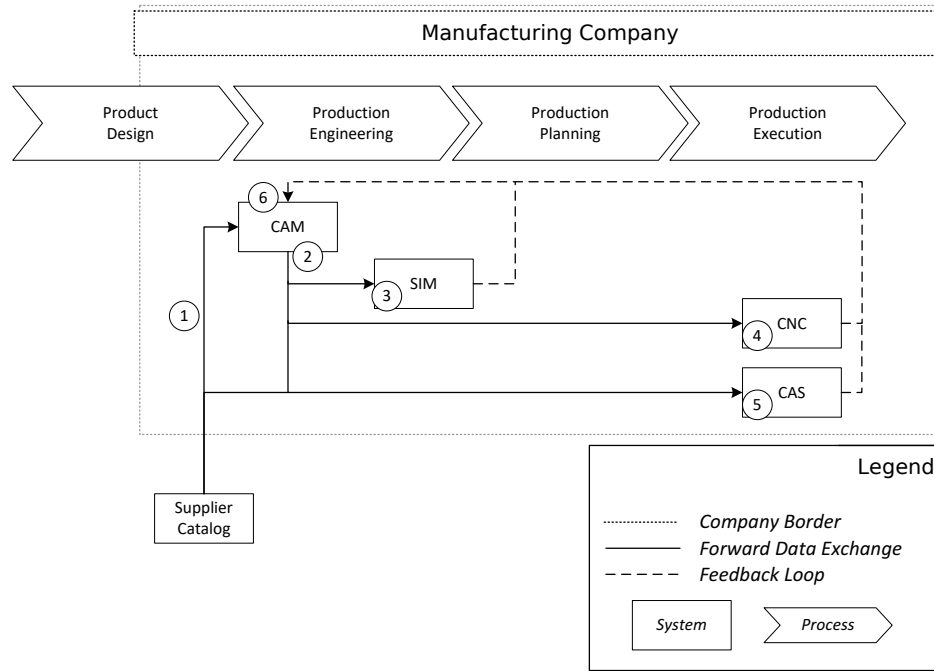 Manufacturing Company
Product
Design
Production
Engineering
Production
Planning
Production
Execution
6
CAM
2
SIM
3
1
CNC
4
CAS
5
Supplier
Catalog
Legend
Company Border
Forward Data Exchange
Feedback Loop
System
Process